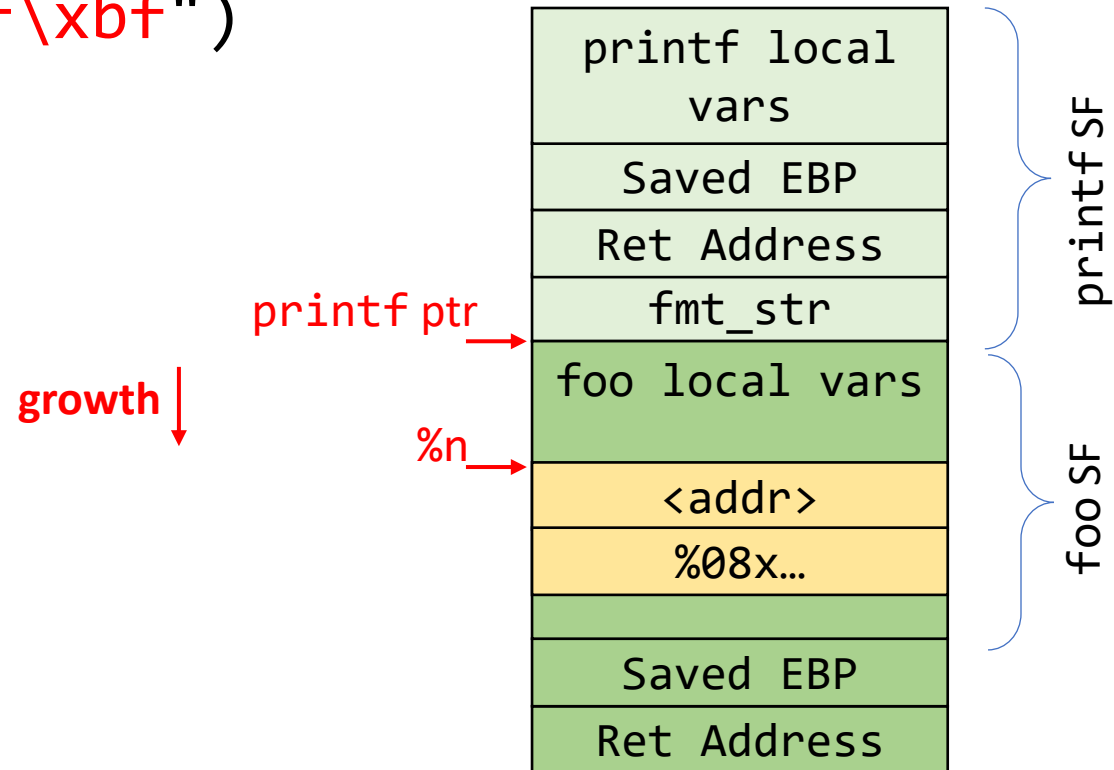 \xbf")
printf local
vars
Saved EBP
Ret Address
fmt_str
foo local vars
<addr>
%08x…
Saved EBP
Ret Address
printf ptr
growth
%n
printf SF
foo SF